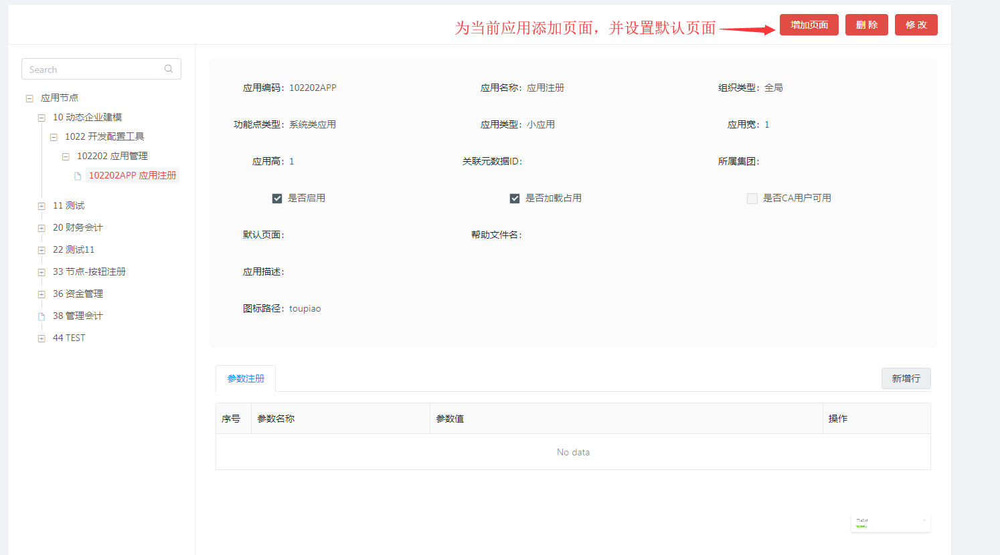 为当前应用添加页面，并设置默认页面
增加页面 删 除 修 改
Search
应用节点
10 动态企业建模
1022 开发配置工具
102202 应用管理
102202APP 应用注册
11 测试
20 财务会计
22 测试11
33 节点-按钮注册
36 资金管理
38 管理会计
44 TEST
应用编码：102202APP 应用名称：应用注册 组织类型：全局
功能点类型：系统类应用 应用类型：小应用 应用宽：1
应用高：1 关联元数据ID： 所属集团：
是否启用 是否加载占用 是否CA用户可用
默认页面： 帮助文件名：
应用描述：
图标路径：toupiao
参数注册 新增行
序号 参数名称 参数值 操作
No data